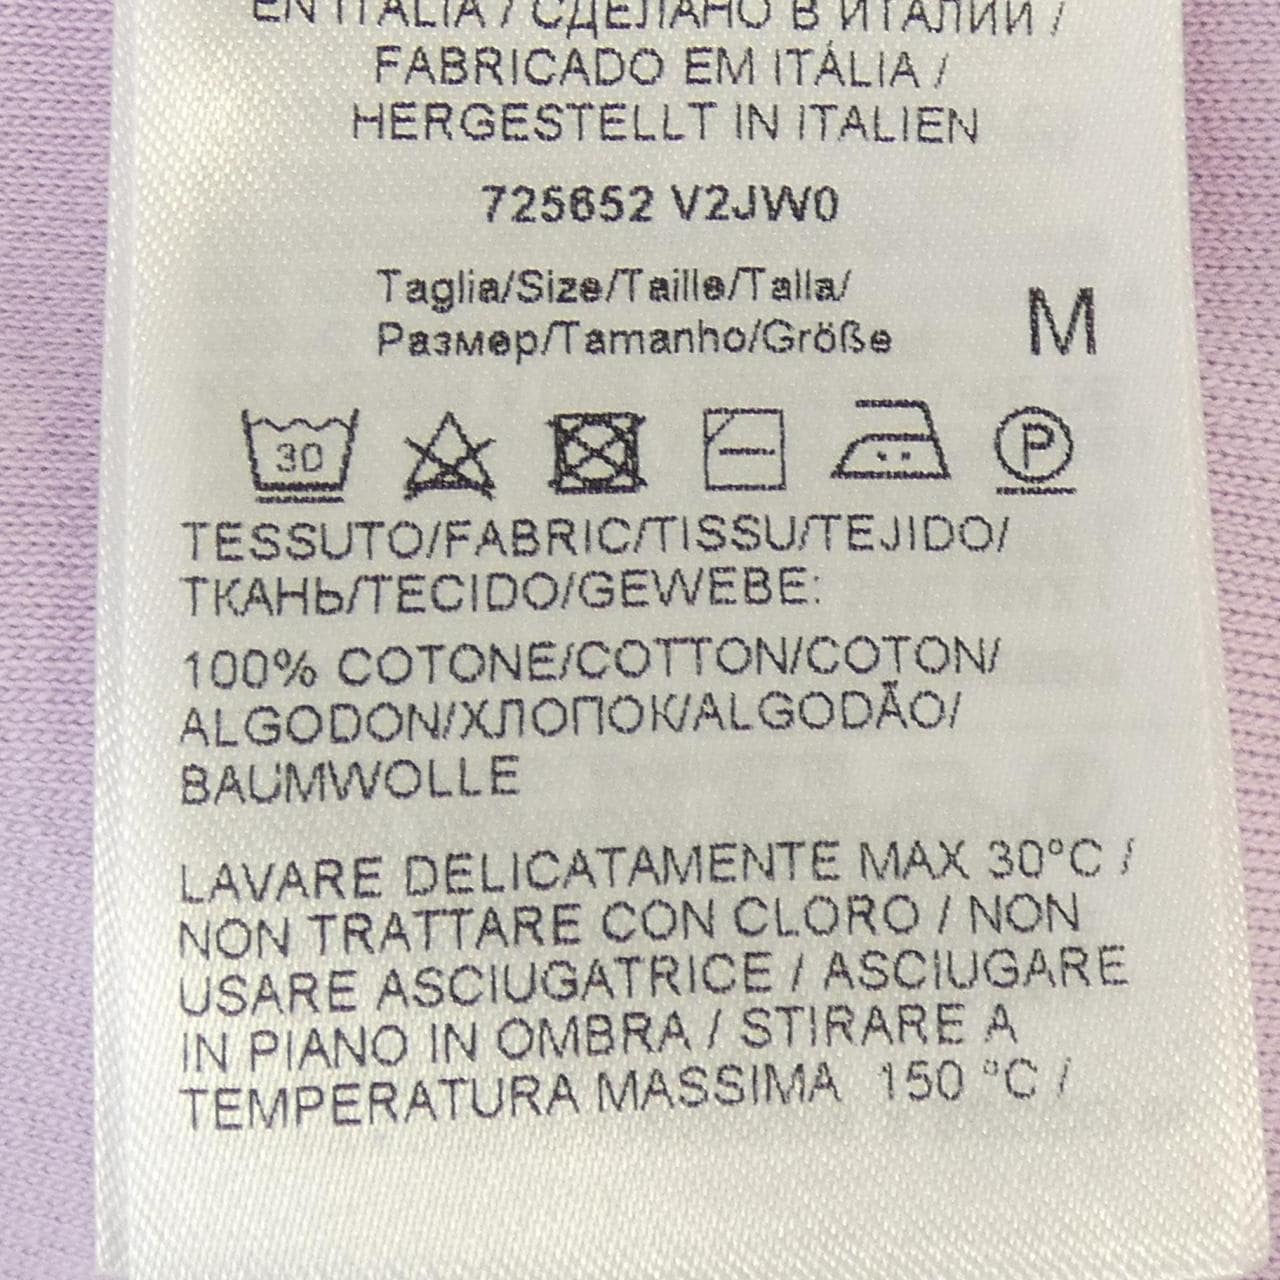 EN ITALIA / СДЕЛАНО В ИТАЛИИ /
FABRICADO EM ITÁLIA /
HERGESTELLT IN ITALIEN
725652 V2JW0
Taglia/Size/Taille/Talla/
Размер/Tamanho/Größe
M
30 P
TESSUTO/FABRIC/TISSU/TEJIDO/
ТКАНЬ/TECIDO/GEWEBE:
100% COTONE/COTTON/COTON/
ALGODON/ХЛОПОК/ALGODÃO/
BAUMWOLLE
LAVARE DELICATAMENTE MAX 30°C /
NON TRATTARE CON CLORO / NON
USARE ASCIUGATRICE / ASCIUGARE
IN PIANO IN OMBRA / STIRARE A
TEMPERATURA MASSIMA 150 °C /